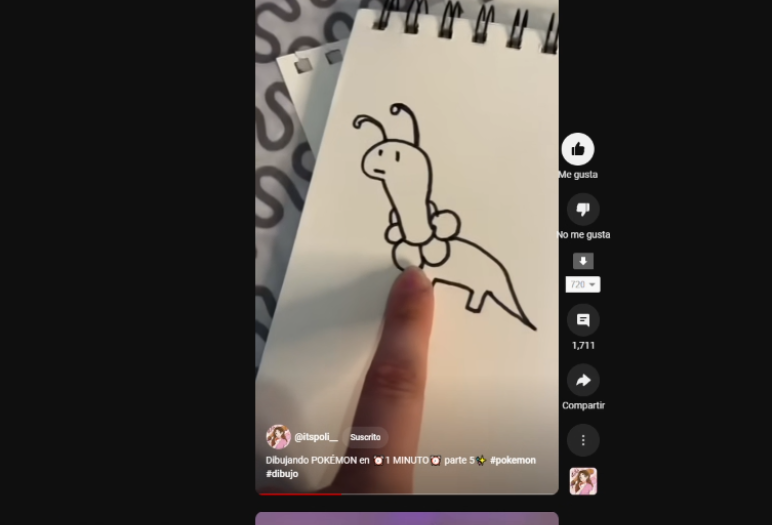 Me gusta
No me gusta
720
1,711
Compartir
@itspoli__ Suscrito
Dibujando POKÉMON en 1 MINUTO parte 5 #pokemon
#dibujo